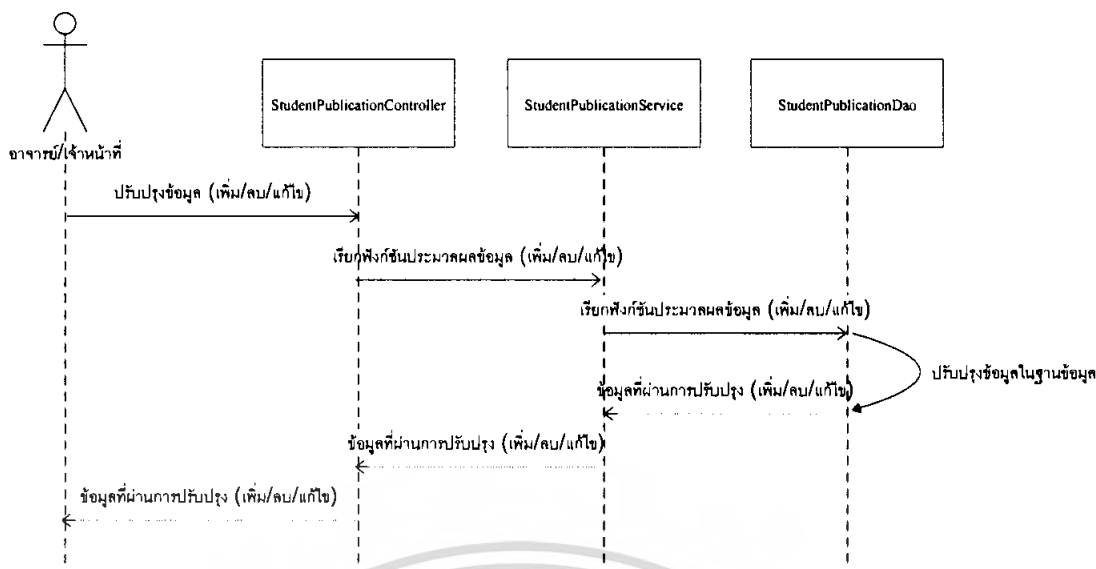 StudentPublicationController
StudentPublicationService
StudentPublicationDao
อาจารย์/เจ้าหน้าที่
ปรับปรุงข้อมูล (เพิ่ม/ลบ/แก้ไข)
เรียกฟังก์ชันประมวลผลข้อมูล (เพิ่ม/ลบ/แก้ไข)
เรียกฟังก์ชันประมวลผลข้อมูล (เพิ่ม/ลบ/แก้ไข)
ปรับปรุงข้อมูลในฐานข้อมูล
ข้อมูลที่ผ่านการปรับปรุง (เพิ่ม/ลบ/แก้ไข)
ข้อมูลที่ผ่านการปรับปรุง (เพิ่ม/ลบ/แก้ไข)
ข้อมูลที่ผ่านการปรับปรุง (เพิ่ม/ลบ/แก้ไข)